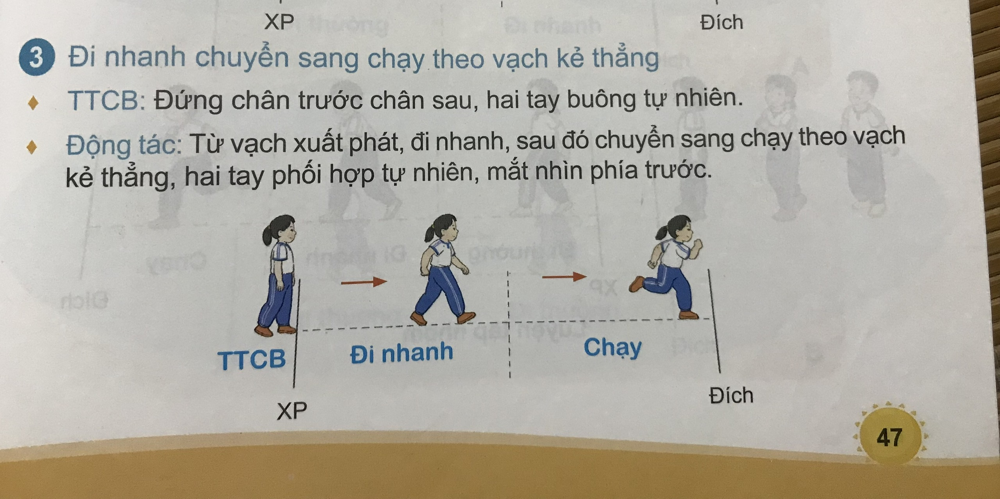 XP Đích
3 Đi nhanh chuyển sang chạy theo vạch kẻ thẳng
TTCB: Đứng chân trước chân sau, hai tay buông tự nhiên.
Động tác: Từ vạch xuất phát, đi nhanh, sau đó chuyển sang chạy theo vạch
kẻ thẳng, hai tay phối hợp tự nhiên, mắt nhìn phía trước.
TTCB Đi nhanh Chạy
XP Đích
47